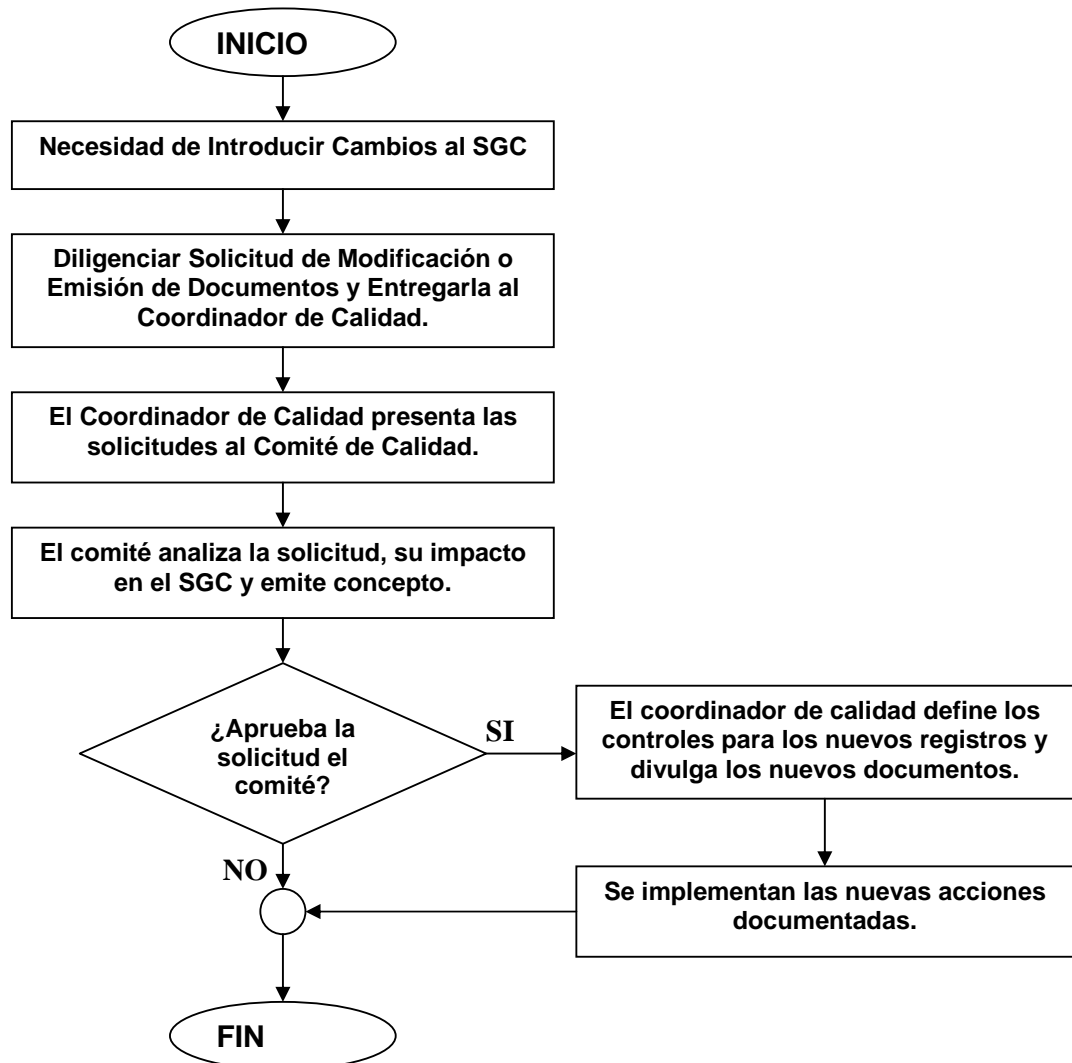 INICIO
Necesidad de Introducir Cambios al SGC
Diligenciar Solicitud de Modificación o
Emisión de Documentos y Entregarla al
Coordinador de Calidad.
El Coordinador de Calidad presenta las
solicitudes al Comité de Calidad.
El comité analiza la solicitud, su impacto
en el SGC y emite concepto.
¿Aprueba la
solicitud el
comité?
SI
El coordinador de calidad define los
controles para los nuevos registros y
divulga los nuevos documentos.
NO
Se implementan las nuevas acciones
documentadas.
FIN